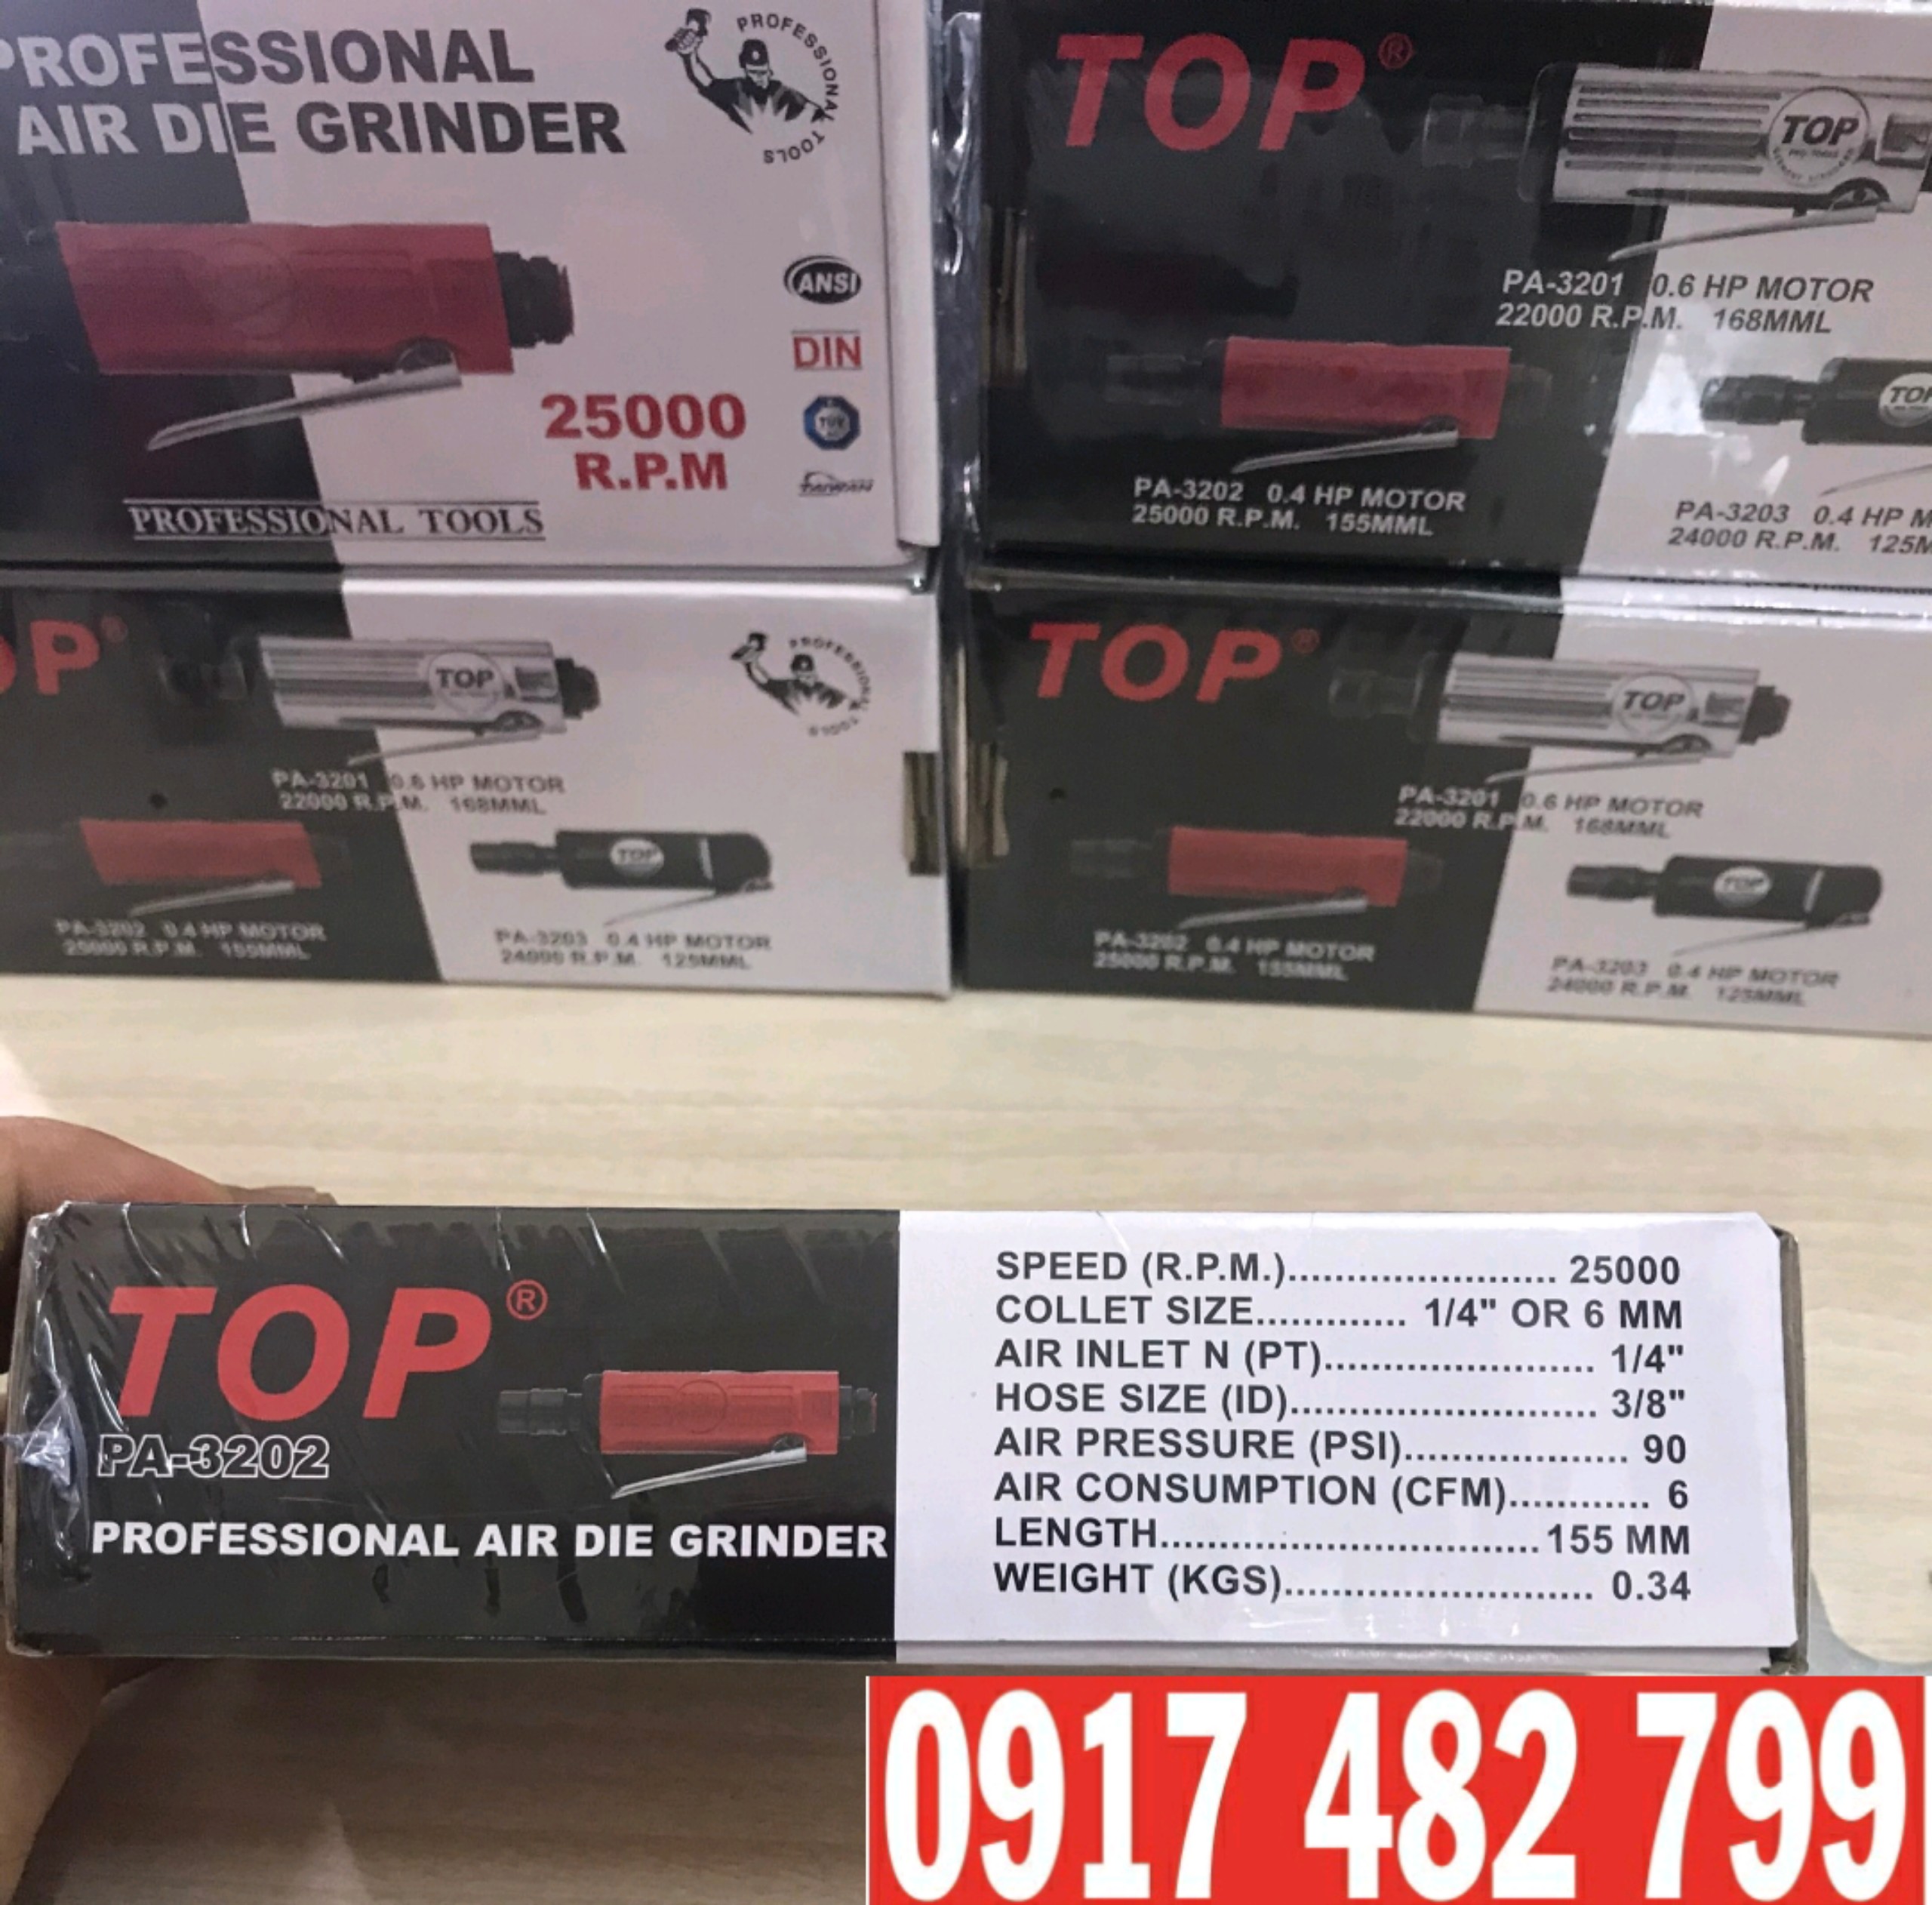 PROFESSIONAL
AIR DIE GRINDER
PROFESSIONAL TOOLS
ANSI
DIN
TUV
TAIWAN
25000
R.P.M
PROFESSIONAL TOOLS
TOP®
TOP
PA-3201 0.6 HP MOTOR
22000 R.P.M. 168MML
PA-3202 0.4 HP MOTOR
25000 R.P.M. 155MML
TOP
PA-3203 0.4 HP M
24000 R.P.M. 125M
OP®
TOP
PROFESSIONAL TOOLS
PA-3201 0.6 HP MOTOR
22000 R.P.M. 168MML
TOP
PA-3202 0.4 HP MOTOR
25000 R.P.M. 155MML
PA-3203 0.4 HP MOTOR
24000 R.P.M. 125MML
TOP®
TOP
PA-3201 0.6 HP MOTOR
22000 R.P.M. 168MML
TOP
PA-3202 0.4 HP MOTOR
25000 R.P.M. 155MML
PA-3203 0.4 HP MOTOR
24000 R.P.M. 125MML
TOP®
PA-3202
PROFESSIONAL AIR DIE GRINDER
SPEED (R.P.M.)....................... 25000
COLLET SIZE............. 1/4" OR 6 MM
AIR INLET N (PT)....................... 1/4"
HOSE SIZE (ID).......................... 3/8"
AIR PRESSURE (PSI)................... 90
AIR CONSUMPTION (CFM)............ 6
LENGTH................................155 MM
WEIGHT (KGS).......................... 0.34
0917 482 799